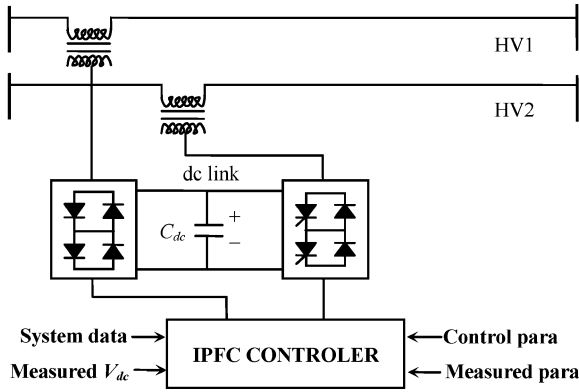 HV1
HV2
dc link
C_dc
+
−
System data
Measured V_dc
IPFC CONTROLER
Control para
Measured para